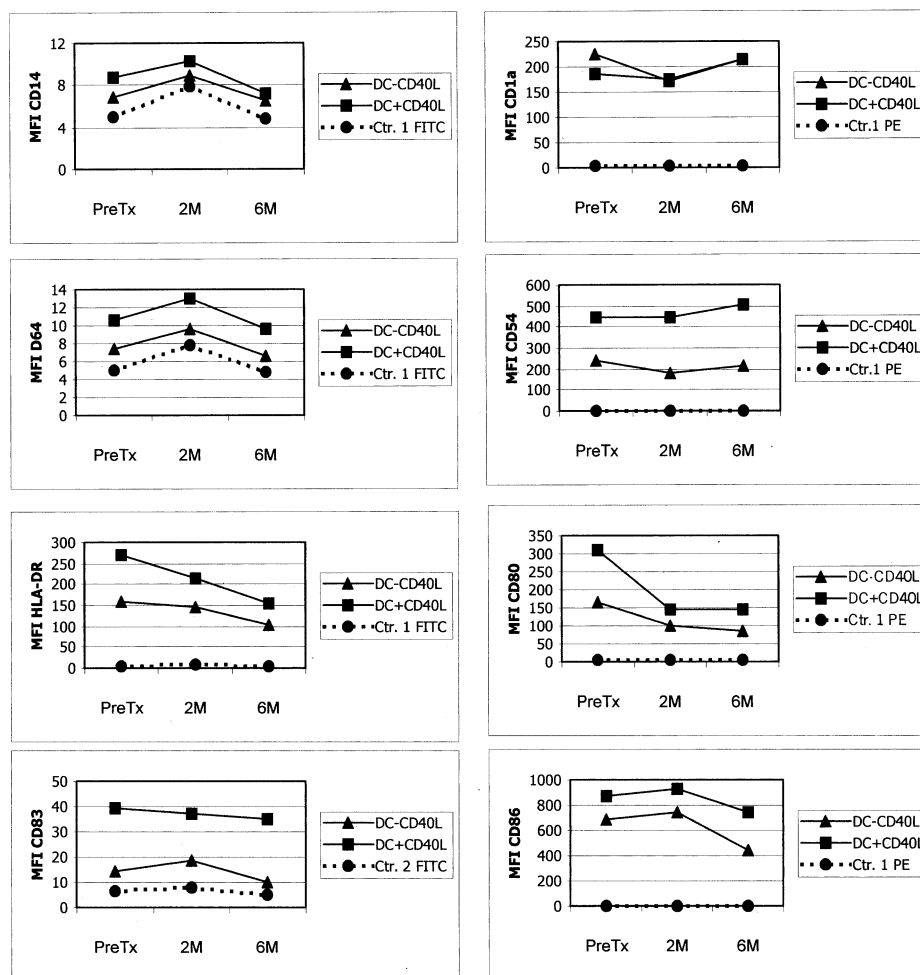 MFI CD14
12
8
4
0
PreTx 2M 6M
DC-CD40L
DC+CD40L
Ctr. 1 FITC
MFI CD1a
250
200
150
100
50
0
PreTx 2M 6M
DC-CD40L
DC+CD40L
Ctr.1 PE
MFI D64
14
12
10
8
6
4
2
0
PreTx 2M 6M
DC-CD40L
DC+CD40L
Ctr. 1 FITC
MFI CD54
600
500
400
300
200
100
0
PreTx 2M 6M
DC-CD40L
DC+CD40L
Ctr.1 PE
MFI HLA-DR
300
250
200
150
100
50
0
PreTx 2M 6M
DC-CD40L
DC+CD40L
Ctr. 1 FITC
MFI CD80
350
300
250
200
150
100
50
0
PreTx 2M 6M
DC-CD40L
DC+CD40L
Ctr. 1 PE
MFI CD83
50
40
30
20
10
0
PreTx 2M 6M
DC-CD40L
DC+CD40L
Ctr. 2 FITC
MFI CD86
1000
800
600
400
200
0
PreTx 2M 6M
DC-CD40L
DC+CD40L
Ctr. 1 PE